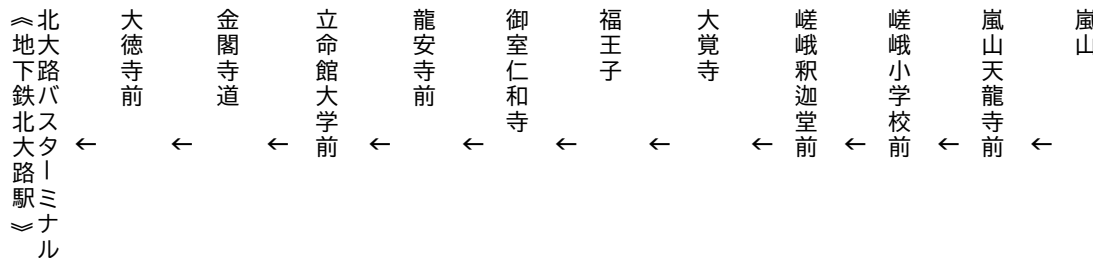 嵐山
←
嵐山天龍寺前
←
嵯峨小学校前
←
嵯峨釈迦堂前
←
大覚寺
←
福王子
←
御室仁和寺
←
龍安寺前
←
立命館大学前
←
金閣寺道
←
大徳寺前
←
北大路バスターミナル
《地下鉄北大路駅》